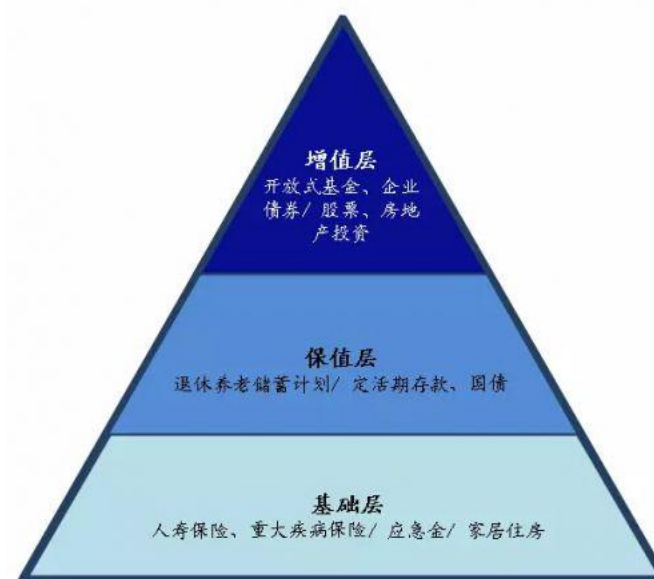 增值层
开放式基金、企业
债券/ 股票、房地
产投资
保值层
退休养老储蓄计划/ 定活期存款、国债
基础层
人寿保险、重大疾病保险/ 应急金/ 家居住房